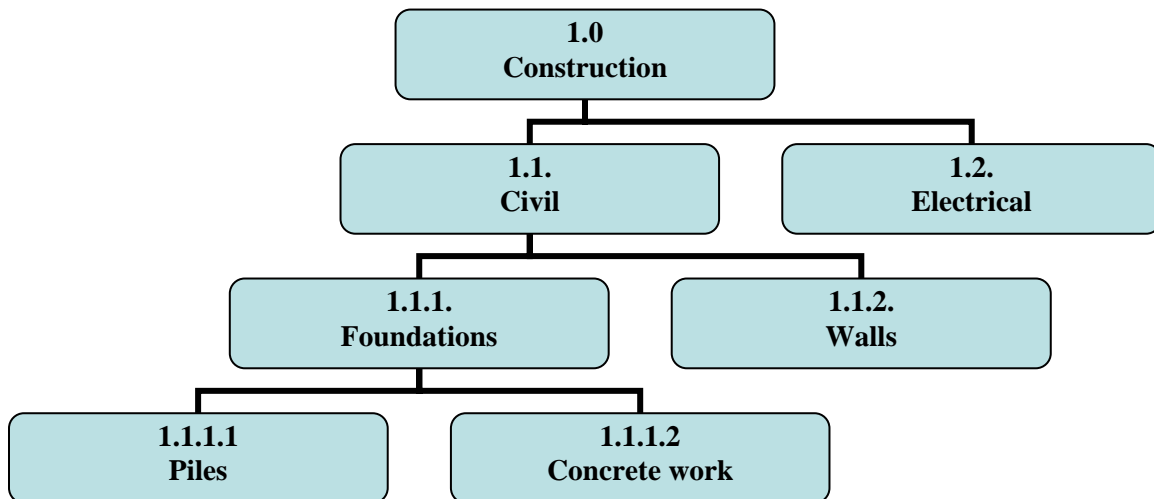 1.0
Construction
1.1.
Civil
1.2.
Electrical
1.1.1.
Foundations
1.1.2.
Walls
1.1.1.1
Piles
1.1.1.2
Concrete work